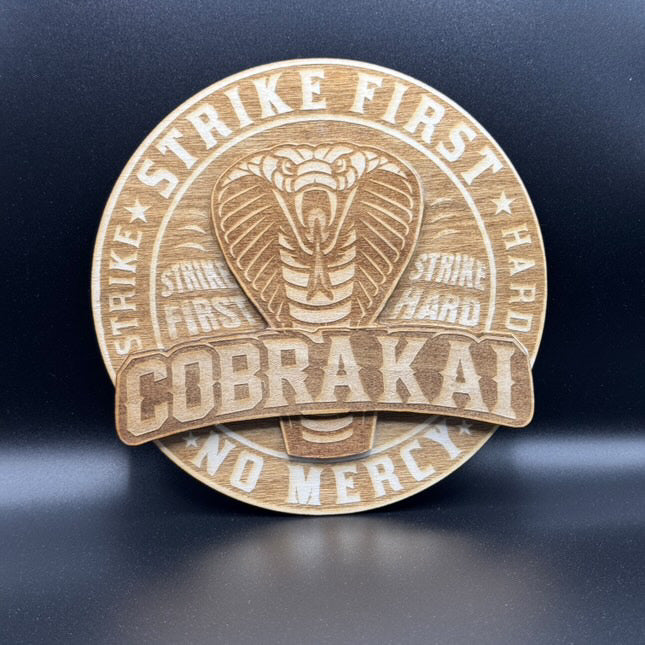 STRIKE FIRST
STRIKE
HARD
STRIKE
FIRST
STRIKE
HARD
COBRA KAI
NO MERCY